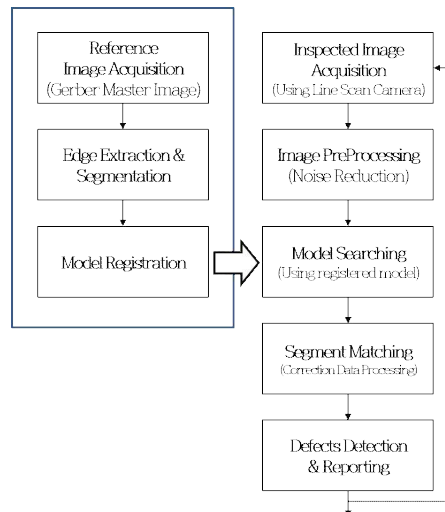 Reference
Image Acquisition
(Gerber Master Image)
Edge Extraction &
Segmentation
Model Registration
Inspected Image
Acquisition
(Using Line Scan Camera)
Image PreProcessing
(Noise Reduction)
Model Searching
(Using registered model)
Segment Matching
(Correction Data Processing)
Defects Detection
& Reporting